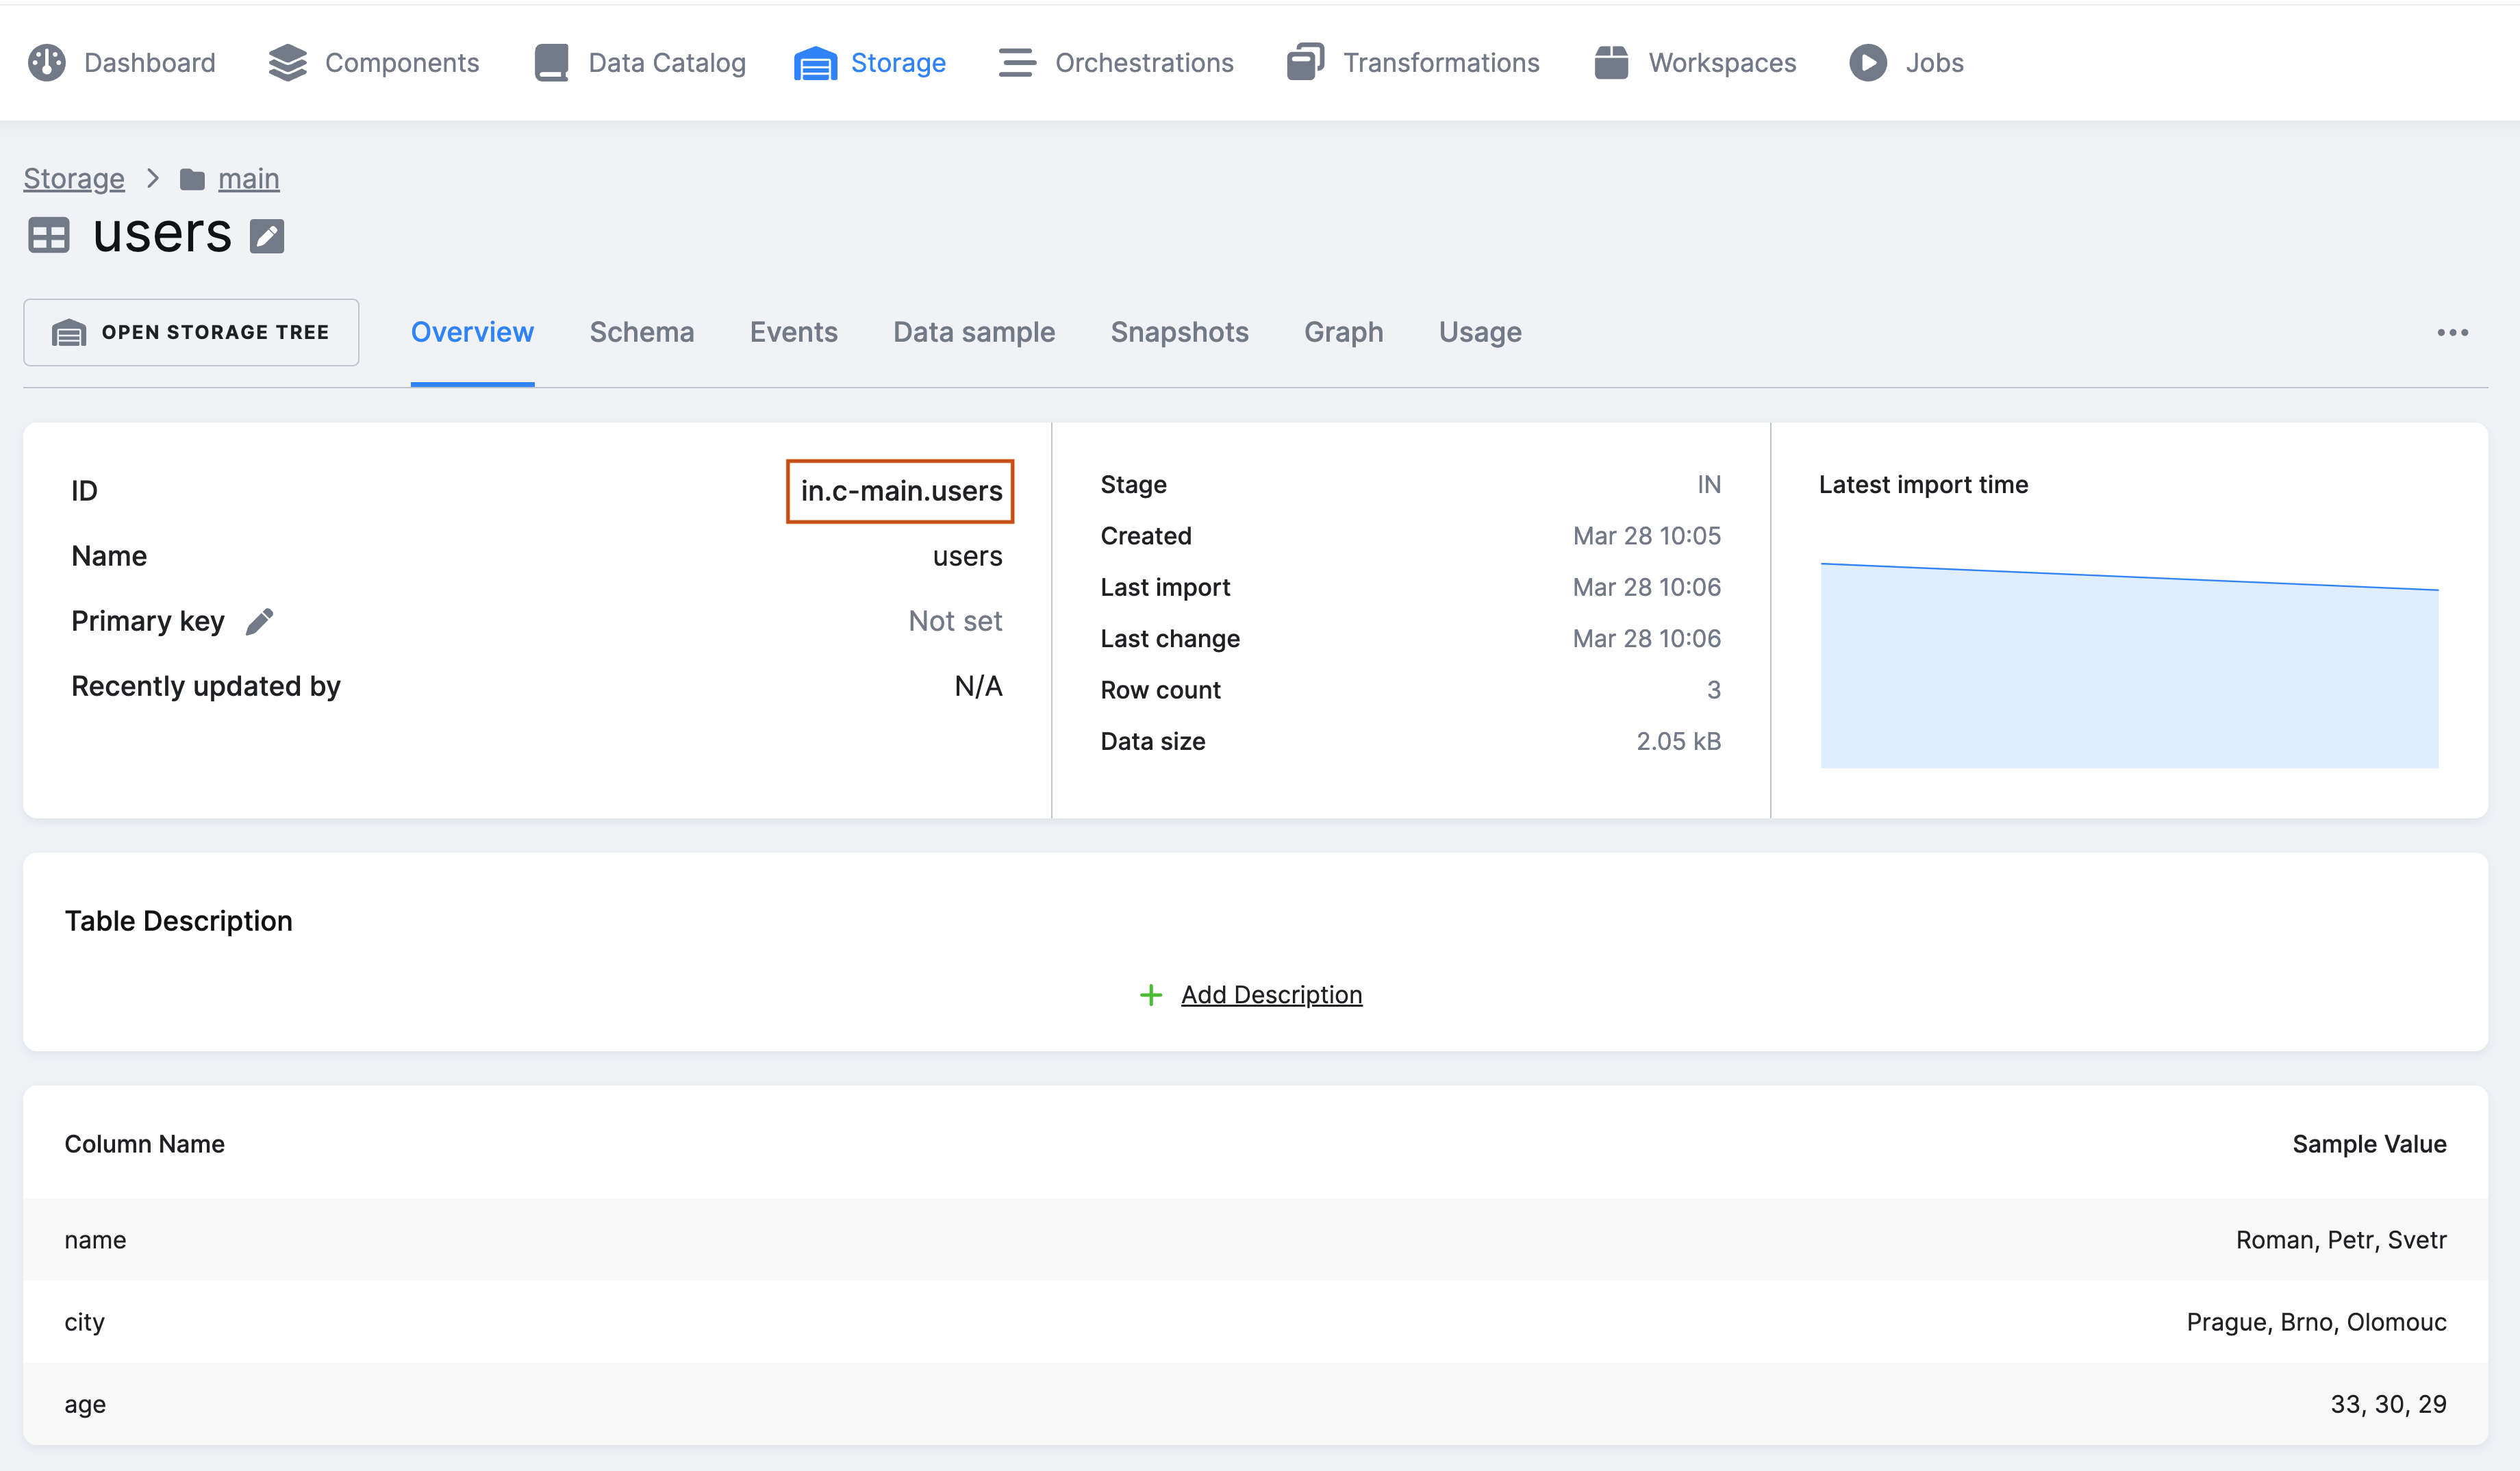 Dashboard Components Data Catalog Storage Orchestrations Transformations Workspaces Jobs
Storage > main
users
OPEN STORAGE TREE Overview Schema Events Data sample Snapshots Graph Usage
ID in.c-main.users
Name users
Primary key Not set
Recently updated by N/A
Stage IN
Created Mar 28 10:05
Last import Mar 28 10:06
Last change Mar 28 10:06
Row count 3
Data size 2.05 kB
Latest import time
Table Description
+ Add Description
Column Name Sample Value
name Roman, Petr, Svetr
city Prague, Brno, Olomouc
age 33, 30, 29